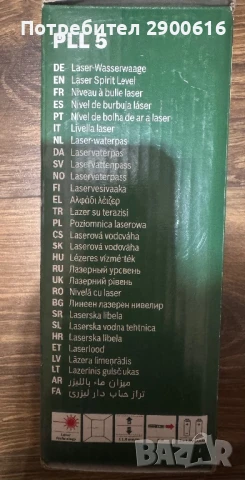 Потребител 2900616
PLL 5
DE Laser-Wasserwaage
EN Laser Spirit Level
FR Niveau à bulle laser
ES Nivel de burbuja láser
PT Nível de bolha de ar a laser
IT Livella laser
NL Laser-waterpas
DA Laservaterpas
SV Laservattenpass
NO Laservaterpass
FI Laservesivaaka
EL Αλφάδι λέιζερ
TR Lazer su terazisi
PL Poziomnica laserowa
CS Laserová vodováha
SK Laserová vodováha
HU Lézeres vízmérték
RU Лазерный уровень
UK Лазерний рівень
RO Nivelă cu laser
BG Линеен лазерен нивелир
SR Laserska libela
SL Laserska vodna tehtnica
HR Laserska libela
ET Laserlood
LV Lāzera līmeņrādis
LT Lazerinis gulsčiukas
AR ميزان ماء بالليزر
FA تراز حباب دار لیزری
BAZAR